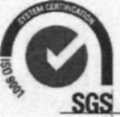 SYSTEM CERTIFICATION
ISO 9001
SGS